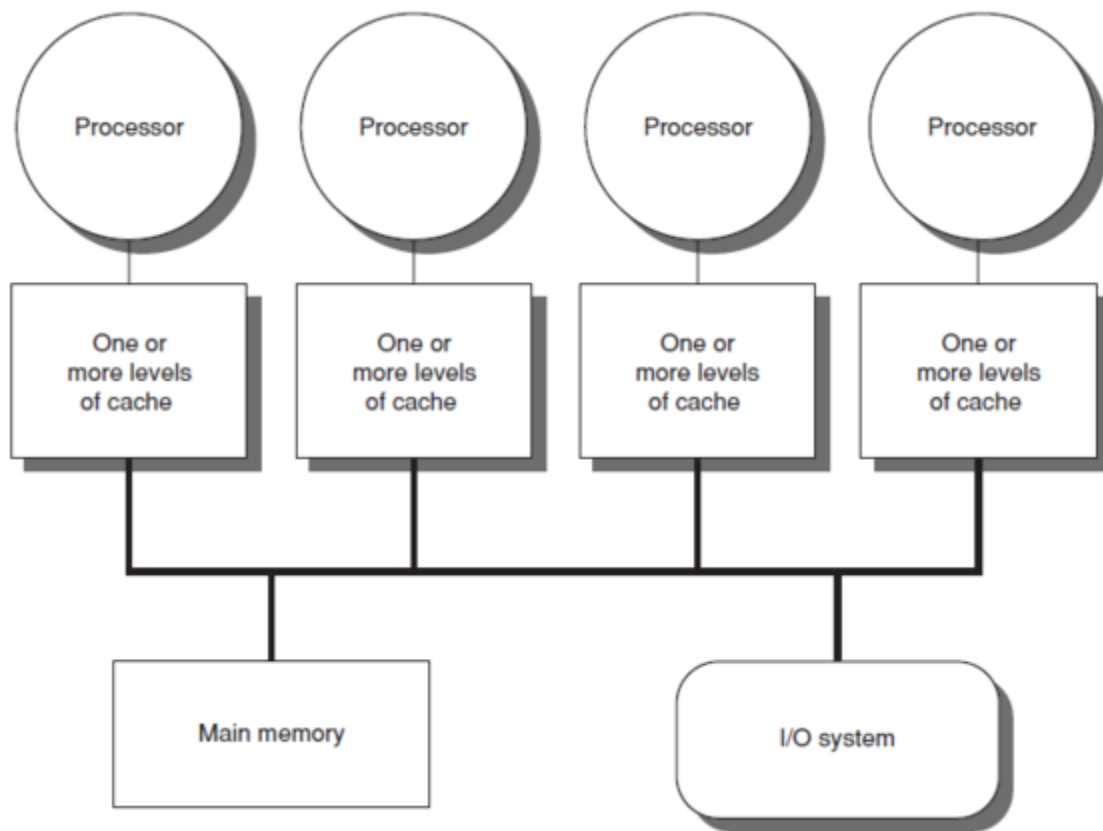 Processor
Processor
Processor
Processor
One or
more levels
of cache
One or
more levels
of cache
One or
more levels
of cache
One or
more levels
of cache
Main memory
I/O system